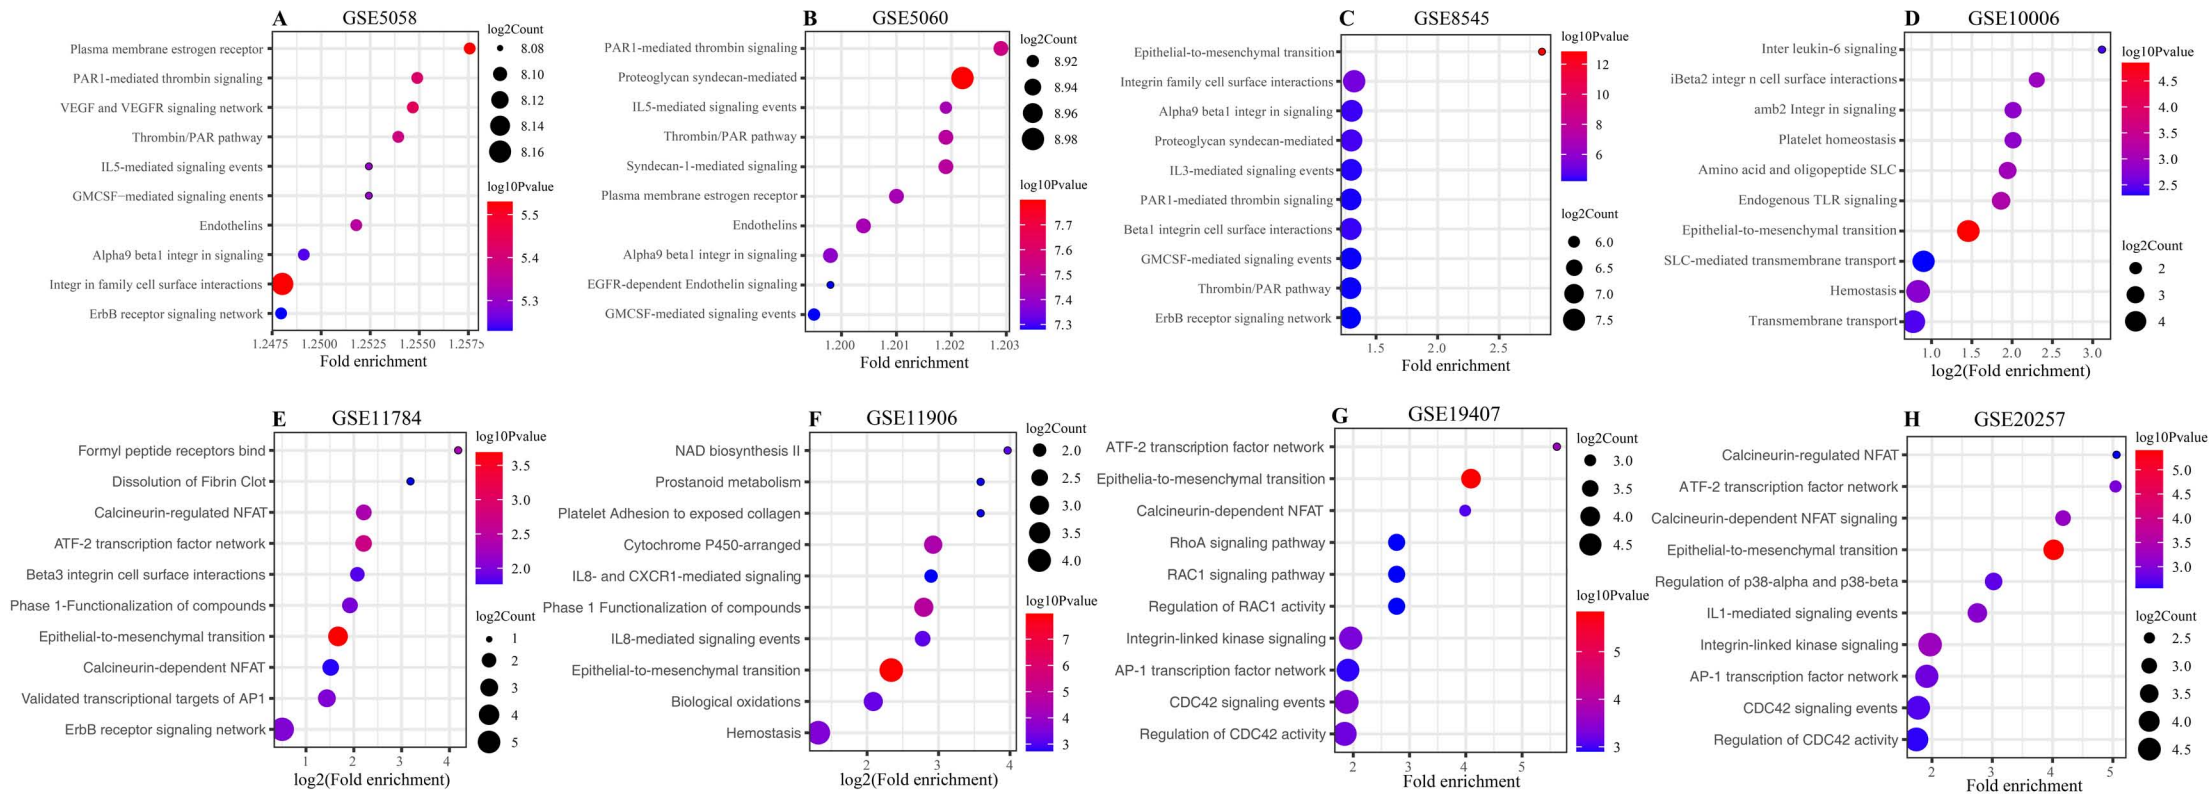 A GSE5058
Plasma membrane estrogen receptor
PAR1-mediated thrombin signaling
VEGF and VEGFR signaling network
Thrombin/PAR pathway
IL5-mediated signaling events
GMCSF−mediated signaling enents
Endothelins
Alpha9 beta1 integr in signaling
Integr in family cell surface interactions
ErbB receptor signaling network
1.2475 1.2500 1.2525 1.2550 1.2575
Fold enrichment
log2Count
8.08
8.10
8.12
8.14
8.16
log10Pvalue
5.5
5.4
5.3
B GSE5060
PAR1-mediated thrombin signaling
Proteoglycan syndecan-mediated
IL5-mediated signaling events
Thrombin/PAR pathway
Syndecan-1-mediated signaling
Plasma membrane estrogen receptor
Endothelins
Alpha9 beta1 integr in signaling
EGFR-dependent Endothelin signaling
GMCSF-mediated signaling events
1.200 1.201 1.202 1.203
Fold enrichment
log2Count
8.92
8.94
8.96
8.98
log10Pvalue
7.7
7.6
7.5
7.4
7.3
C GSE8545
Epithelial-to-mesenchymal transition
Integrin family cell surface interactions
Alpha9 beta1 integr in signaling
Proteoglycan syndecan-mediated
IL3-mediated signaling events
PAR1-mediated thrombin signaling
Beta1 integrin cell surface interactions
GMCSF-mediated signaling events
Thrombin/PAR pathway
ErbB receptor signaling network
1.5 2.0 2.5
Fold enrichment
log10Pvalue
12
10
8
6
log2Count
6.0
6.5
7.0
7.5
D GSE10006
Inter leukin-6 signaling
iBeta2 integr n cell surface interactions
amb2 Integr in signaling
Platelet homeostasis
Amino acid and oligopeptide SLC
Endogenous TLR signaling
Epithelial-to-mesenchymal transition
SLC-mediated transmembrane transport
Hemostasis
Transmembrane transport
1.0 1.5 2.0 2.5 3.0
log2(Fold enrichment)
log10Pvalue
4.5
4.0
3.5
3.0
2.5
log2Count
2
3
4
E GSE11784
Formyl peptide receptors bind
Dissolution of Fibrin Clot
Calcineurin-regulated NFAT
ATF-2 transcription factor network
Beta3 integrin cell surface interactions
Phase 1-Functionalization of compounds
Epithelial-to-mesenchymal transition
Calcineurin-dependent NFAT
Validated transcriptional targets of AP1
ErbB receptor signaling network
1 2 3 4
log2(Fold enrichment)
log10Pvalue
3.5
3.0
2.5
2.0
log2Count
1
2
3
4
5
F GSE11906
NAD biosynthesis II
Prostanoid metabolism
Platelet Adhesion to exposed collagen
Cytochrome P450-arranged
IL8- and CXCR1-mediated signaling
Phase 1 Functionalization of compounds
IL8-mediated signaling events
Epithelial-to-mesenchymal transition
Biological oxidations
Hemostasis
2 3 4
log2(Fold enrichment)
log2Count
2.0
2.5
3.0
3.5
4.0
log10Pvalue
7
6
5
4
3
G GSE19407
ATF-2 transcription factor network
Epithelia-to-mesenchymal transition
Calcineurin-dependent NFAT
RhoA signaling pathway
RAC1 signaling pathway
Regulation of RAC1 activity
Integrin-linked kinase signaling
AP-1 transcription factor network
CDC42 signaling events
Regulation of CDC42 activity
2 3 4 5
Fold enrichment
log2Count
3.0
3.5
4.0
4.5
log10Pvalue
5
4
3
H GSE20257
Calcineurin-regulated NFAT
ATF-2 transcription factor network
Calcineurin-dependent NFAT signaling
Epithelial-to-mesenchymal transition
Regulation of p38-alpha and p38-beta
IL1-mediated signaling events
Integrin-linked kinase signaling
AP-1 transcription factor network
CDC42 signaling events
Regulation of CDC42 activity
2 3 4 5
Fold enrichment
log10Pvalue
5.0
4.5
4.0
3.5
3.0
log2Count
2.5
3.0
3.5
4.0
4.5